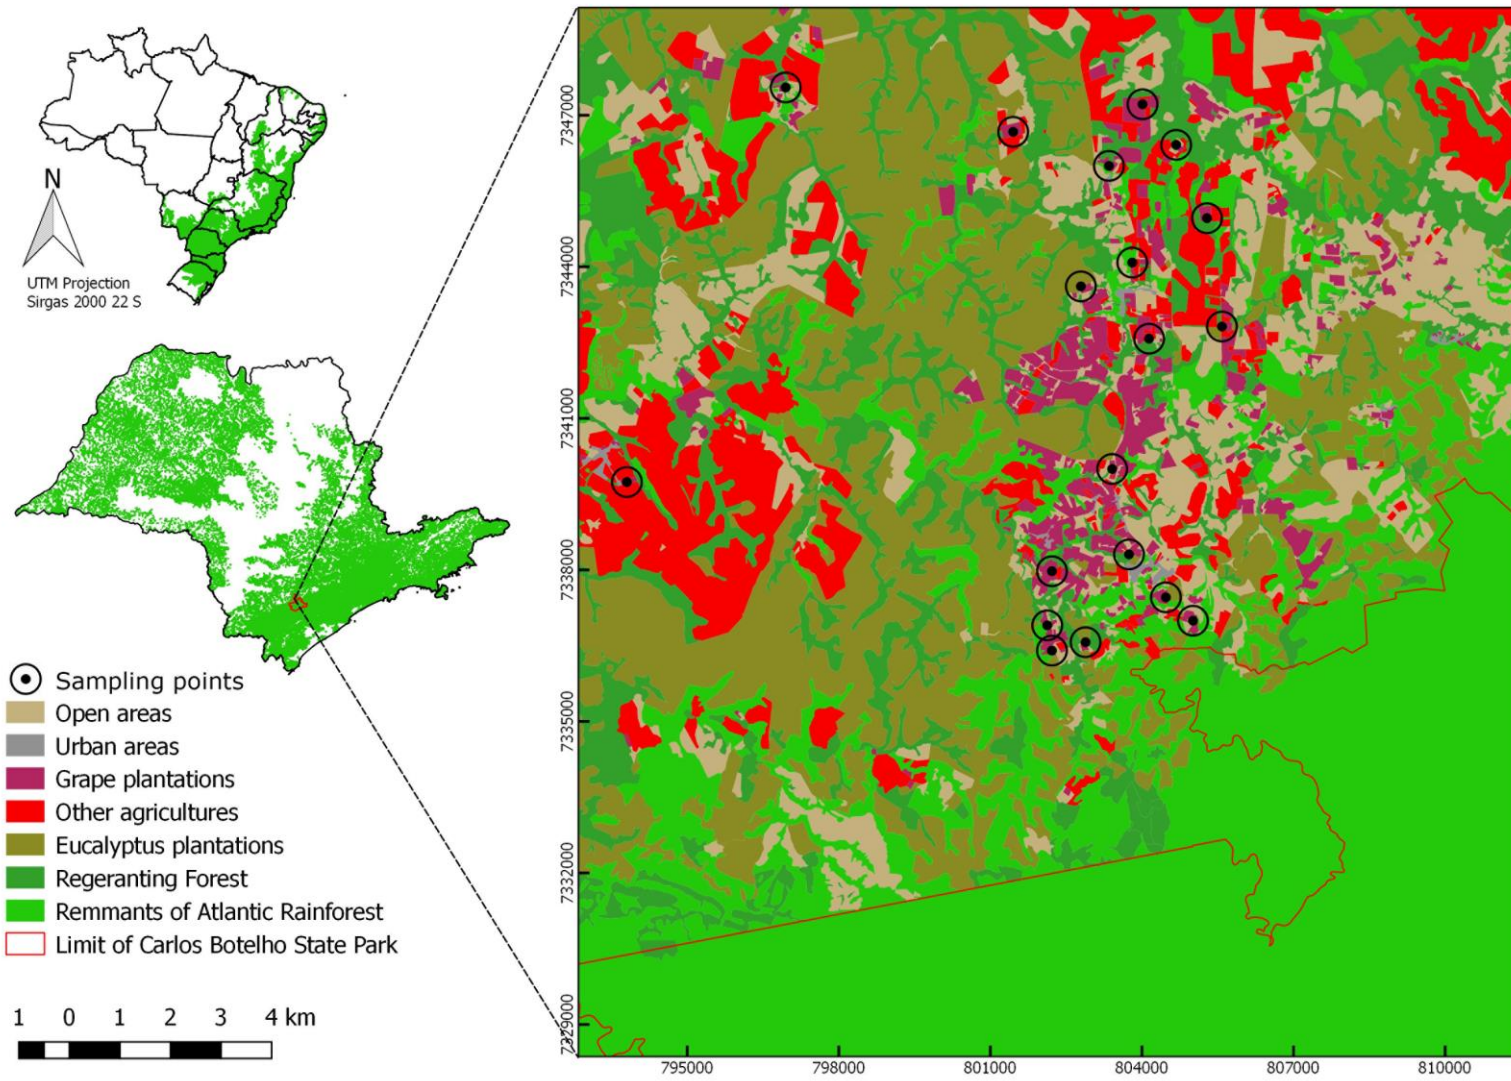 N
UTM Projection
Sirgas 2000 22 S
Sampling points
Open areas
Urban areas
Grape plantations
Other agricultures
Eucalyptus plantations
Regeranting Forest
Remmants of Atlantic Rainforest
Limit of Carlos Botelho State Park
1 0 1 2 3 4 km
7347000
7344000
7341000
7338000
7335000
7332000
7329000
795000 798000 801000 804000 807000 810000